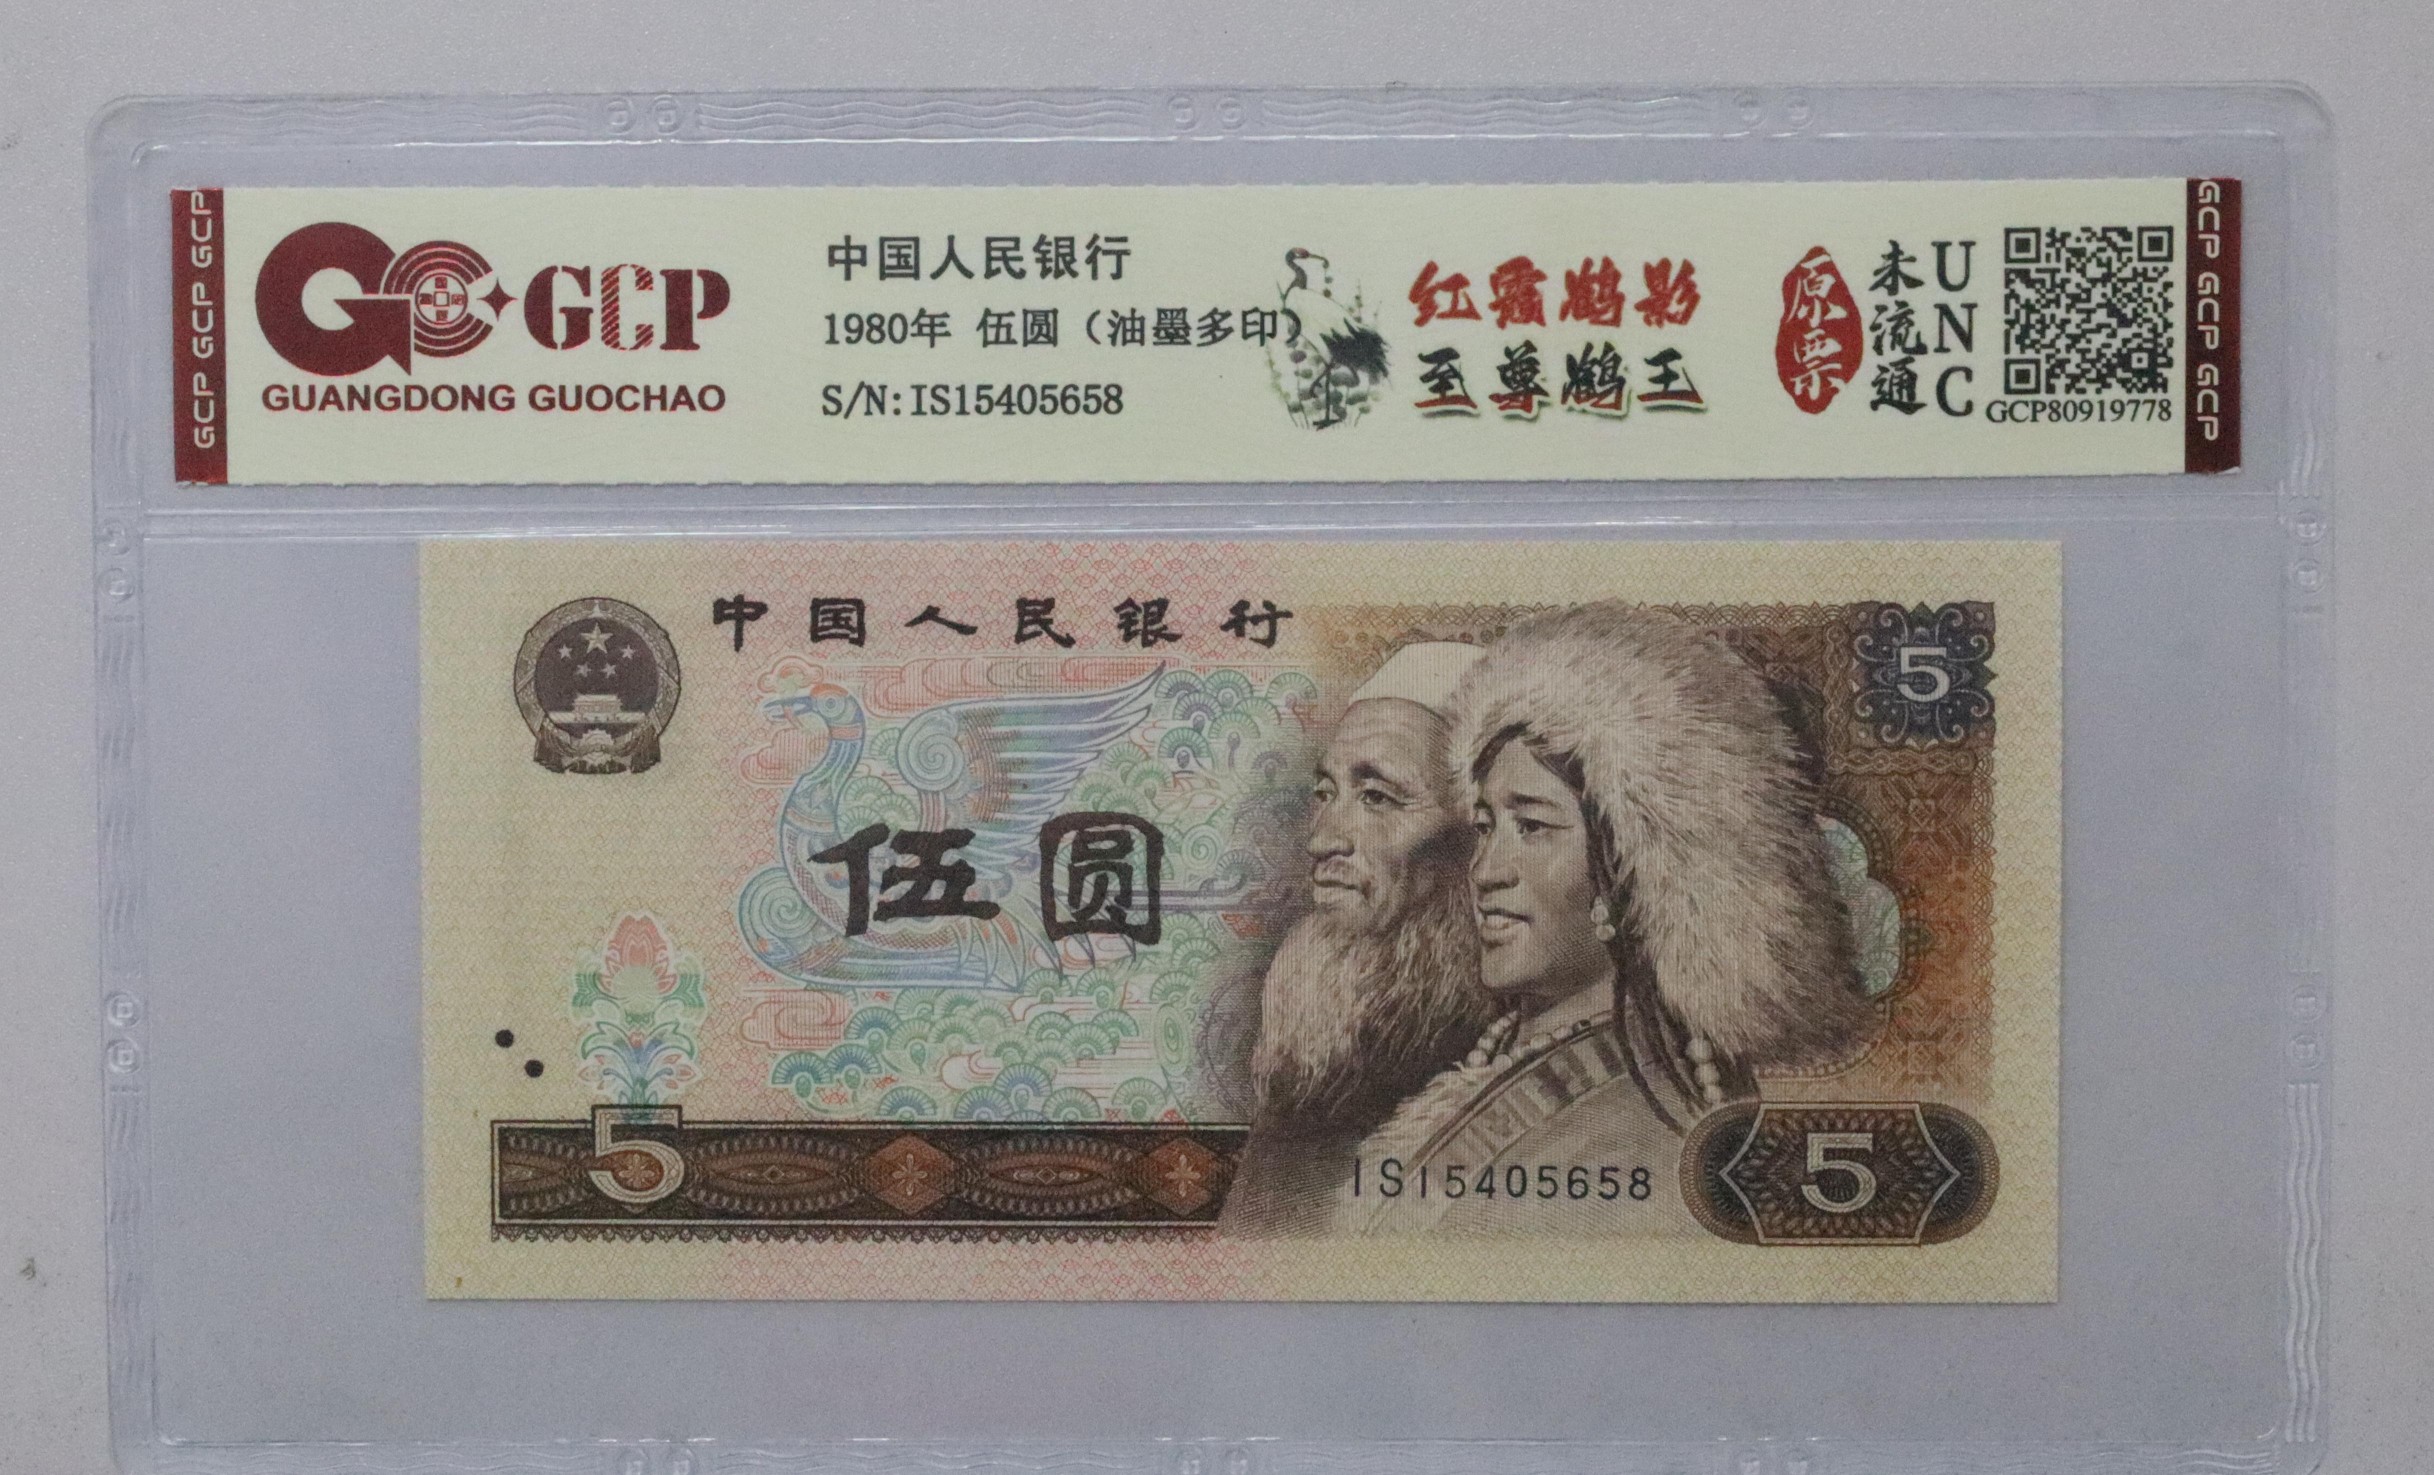 GCP GCP GCP
GCP
GUANGDONG GUOCHAO
中国人民银行
1980年 伍圆（油墨多印）
S/N:IS15405658
红霞鹤影
至尊鹤王
原票
未流通
UNC
GCP80919778
GCP GCP GCP
中国人民银行
5
伍圆
5
IS15405658
5